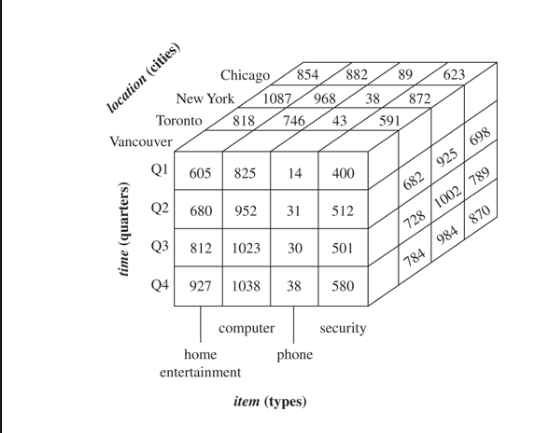 location (cities)
Chicago 854 882 89 623
New York 1087 968 38 872
Toronto 818 746 43 591
Vancouver
time (quarters)
Q1 605 825 14 400
Q2 680 952 31 512
Q3 812 1023 30 501
Q4 927 1038 38 580
682 925 698
728 1002 789
784 984 870
computer security
home phone
entertainment
item (types)